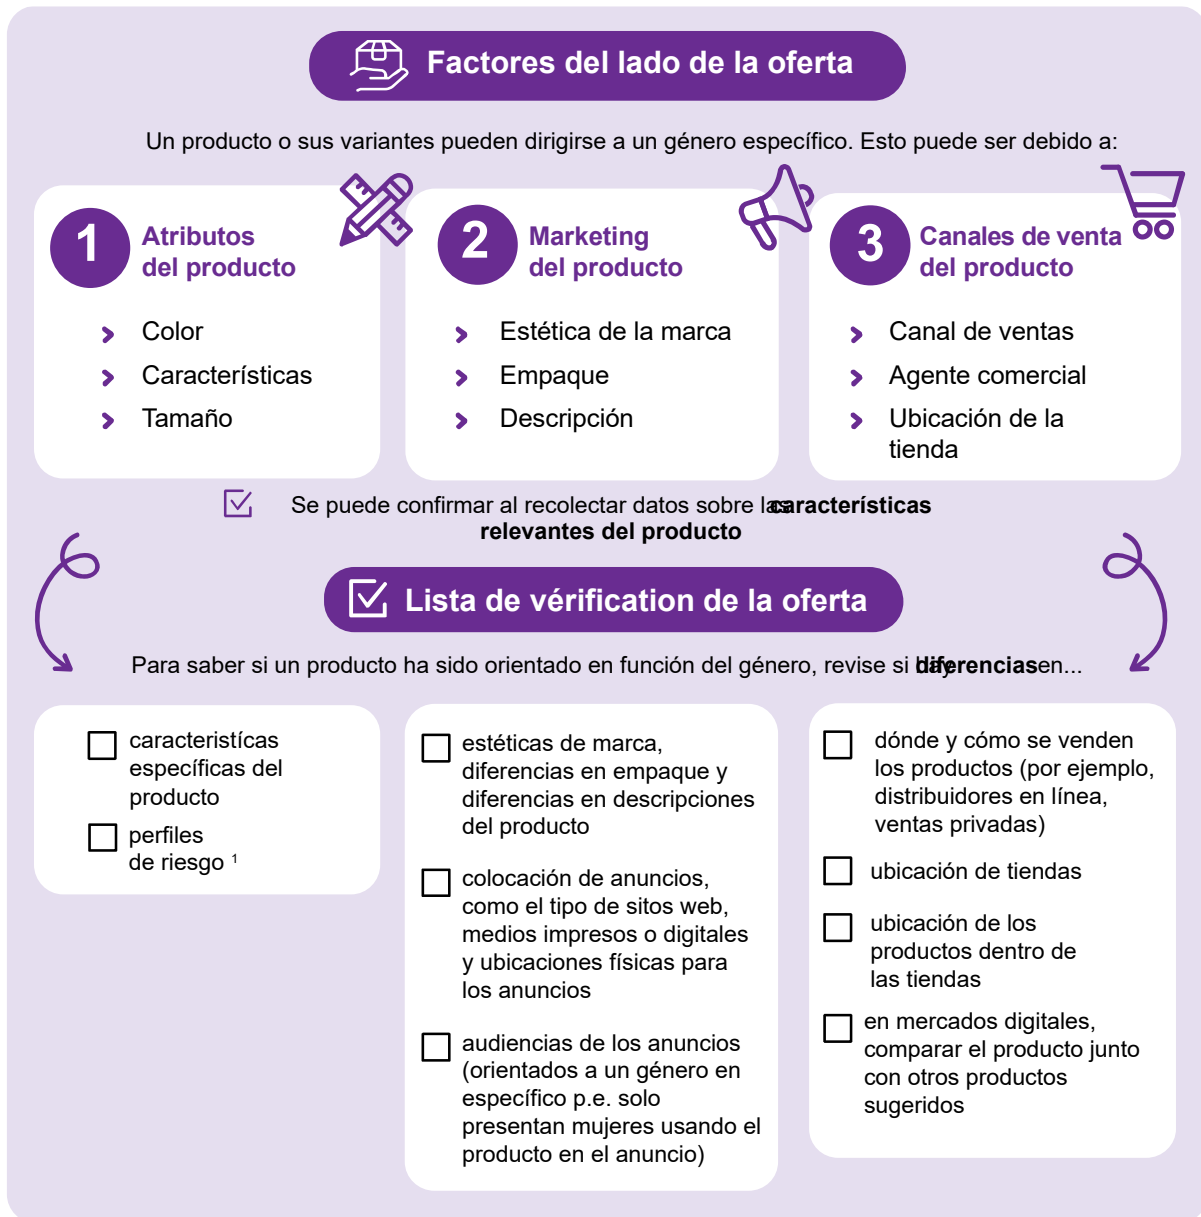 Factores del lado de la oferta
Un producto o sus variantes pueden dirigirse a un género específico. Esto puede ser debido a:
1
Atributos
del producto
Color
Características
Tamaño
2
Marketing
del producto
Estética de la marca
Empaque
Descripción
3
Canales de venta
del producto
Canal de ventas
Agente comercial
Ubicación de la
tienda
Se puede confirmar al recolectar datos sobre las características
relevantes del producto
Lista de vérification de la oferta
Para saber si un producto ha sido orientado en función del género, revise si hay diferencias en...
caracteristícas
específicas del
producto
perfiles
de riesgo 1
estéticas de marca,
diferencias en empaque y
diferencias en descripciones
del producto
colocación de anuncios,
como el tipo de sitos web,
medios impresos o digitales
y ubicaciones físicas para
los anuncios
audiencias de los anuncios
(orientados a un género en
específico p.e. solo
presentan mujeres usando el
producto en el anuncio)
dónde y cómo se venden
los productos (por ejemplo,
distribuidores en línea,
ventas privadas)
ubicación de tiendas
ubicación de los
productos dentro de
las tiendas
en mercados digitales,
comparar el producto junto
con otros productos
sugeridos